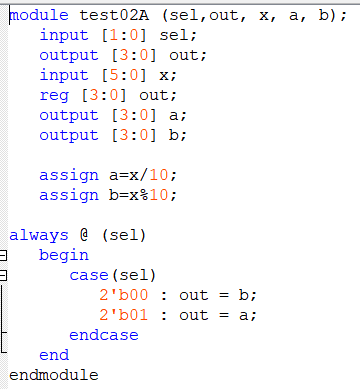 module test02A (sel,out, x, a, b);
input [1:0] sel;
output [3:0] out;
input [5:0] x;
reg [3:0] out;
output [3:0] a;
output [3:0] b;
assign a=x/10;
assign b=x%10;
always @ (sel)
begin
case(sel)
2'b00 : out = b;
2'b01 : out = a;
endcase
end
endmodule